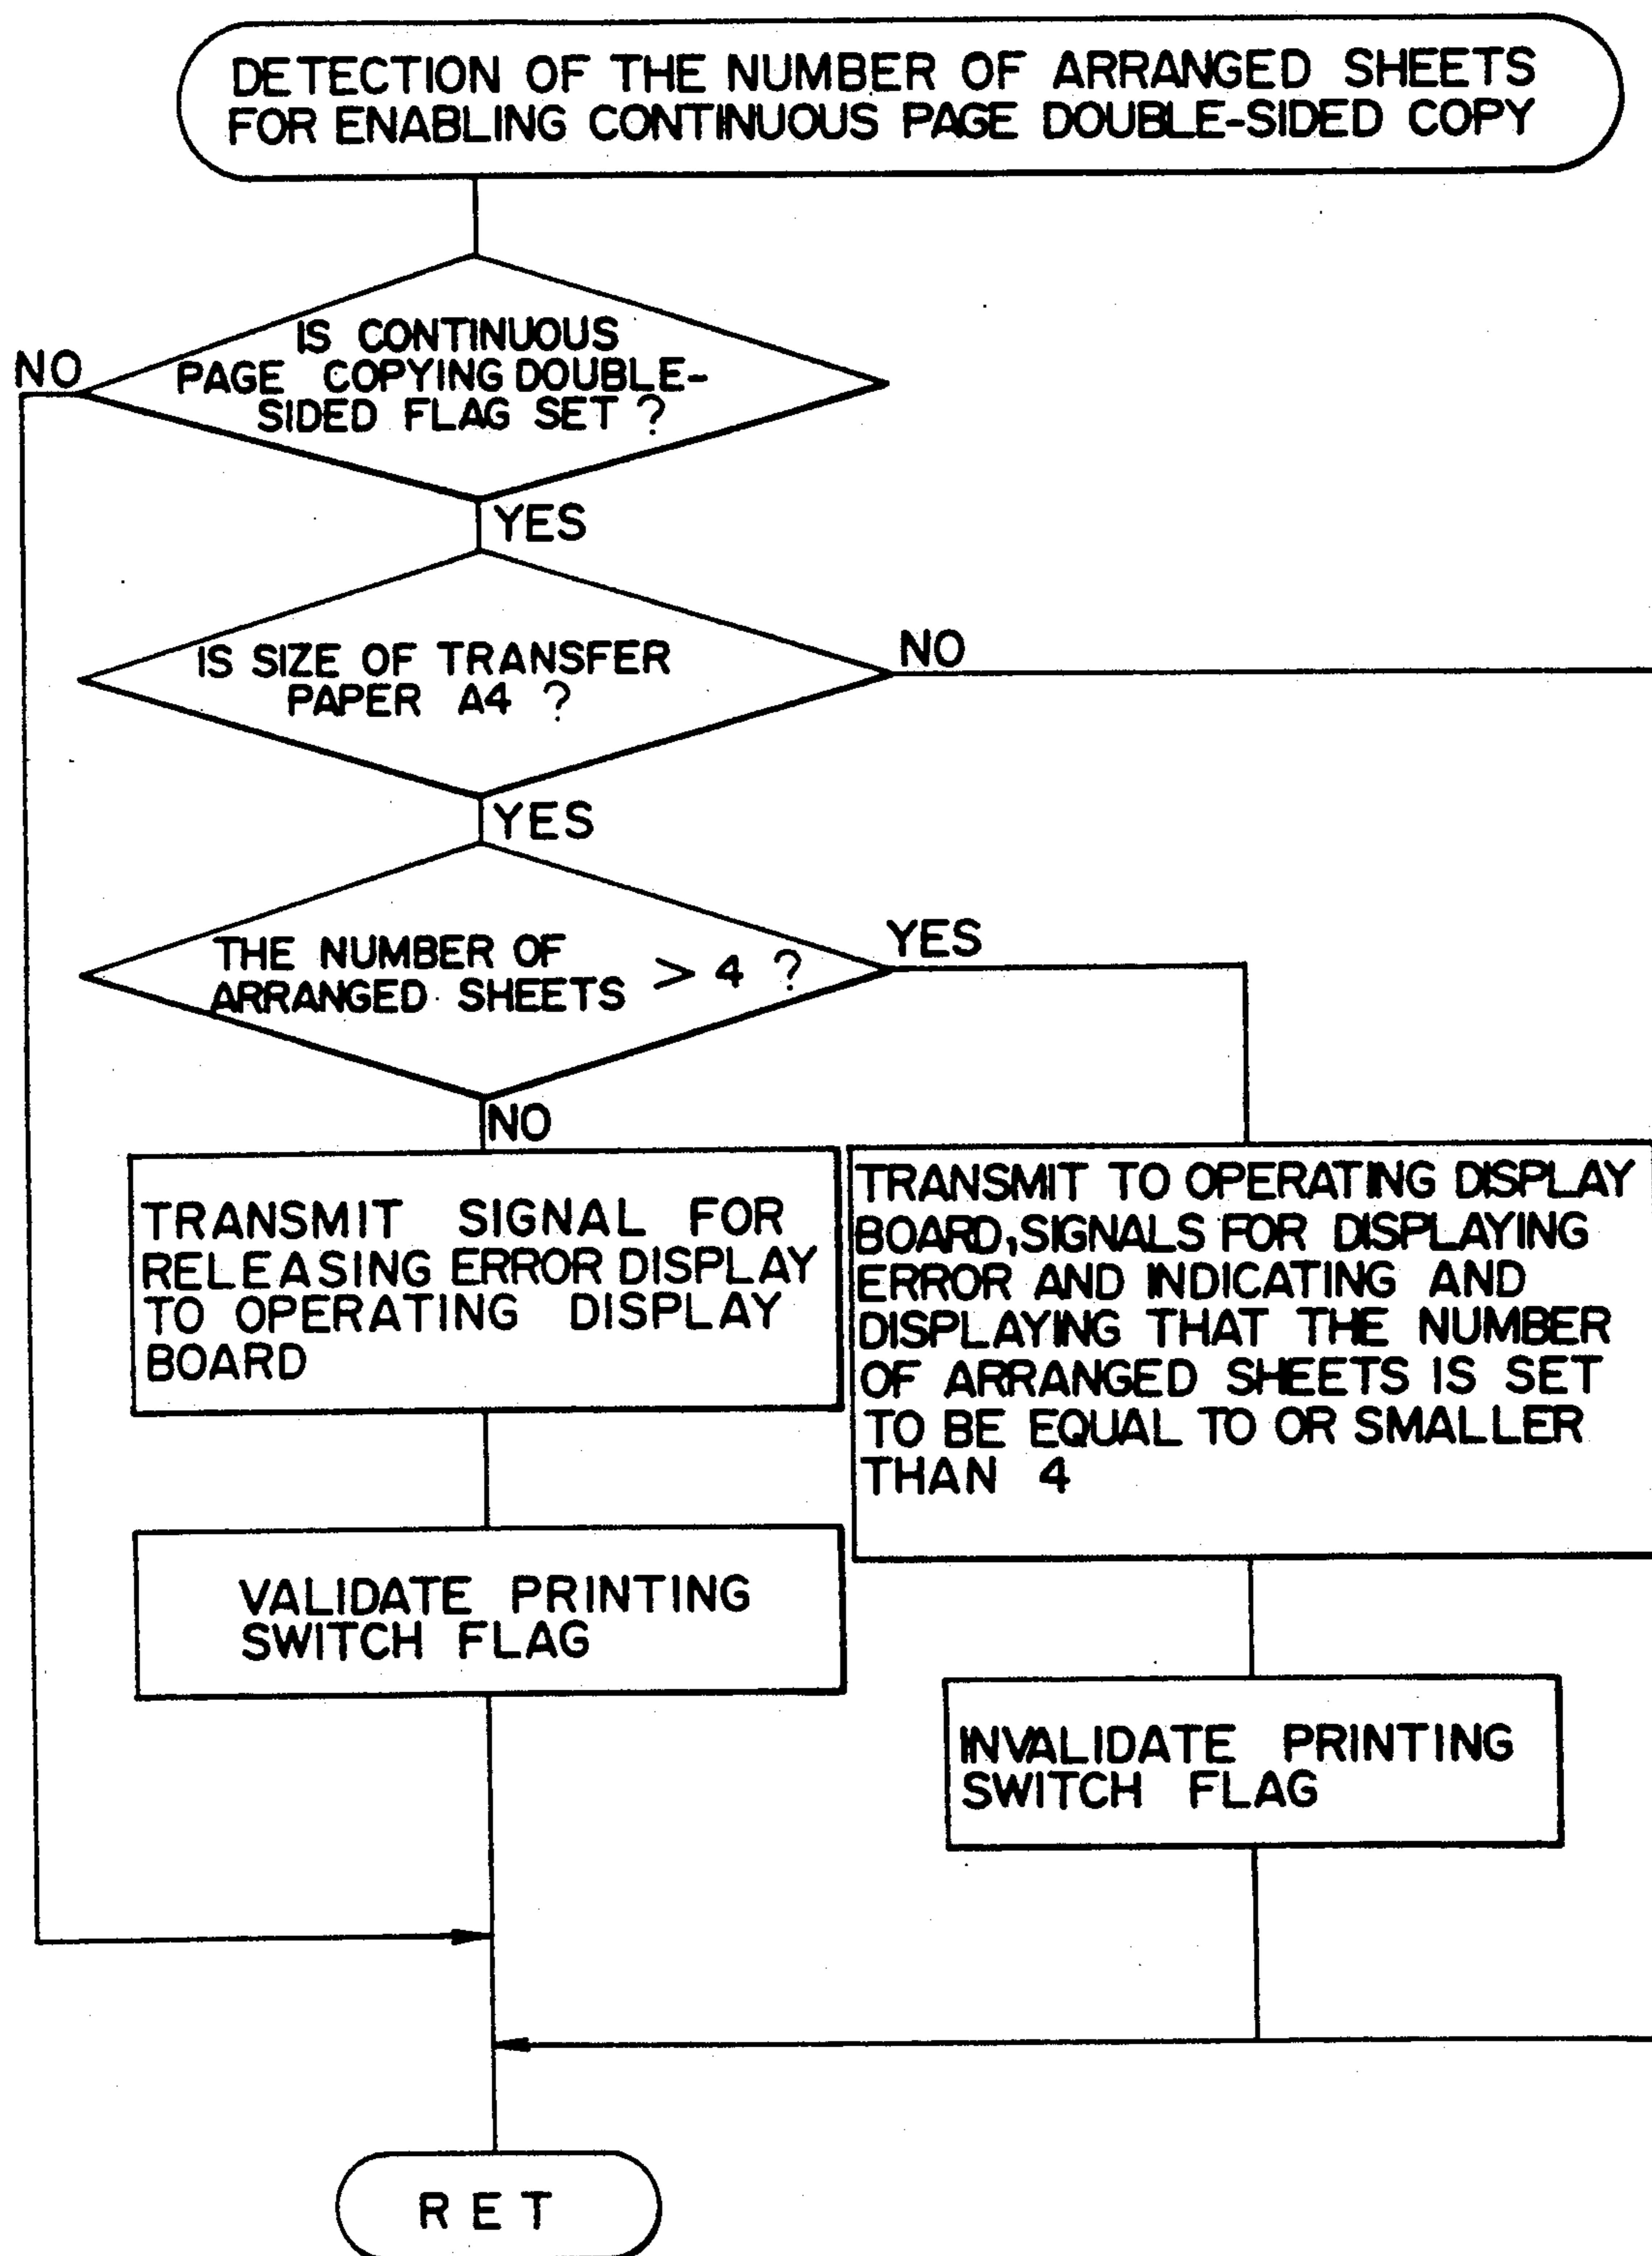 DETECTION OF THE NUMBER OF ARRANGED SHEETS
FOR ENABLING CONTINUOUS PAGE DOUBLE-SIDED COPY
IS CONTINUOUS
PAGE COPYING DOUBLE-
SIDED FLAG SET ?
NO
YES
IS SIZE OF TRANSFER
PAPER A4 ?
NO
YES
THE NUMBER OF
ARRANGED SHEETS > 4 ?
YES
NO
TRANSMIT SIGNAL FOR
RELEASING ERROR DISPLAY
TO OPERATING DISPLAY
BOARD
TRANSMIT TO OPERATING DISPLAY
BOARD, SIGNALS FOR DISPLAYING
ERROR AND INDICATING AND
DISPLAYING THAT THE NUMBER
OF ARRANGED SHEETS IS SET
TO BE EQUAL TO OR SMALLER
THAN 4
VALIDATE PRINTING
SWITCH FLAG
INVALIDATE PRINTING
SWITCH FLAG
RET